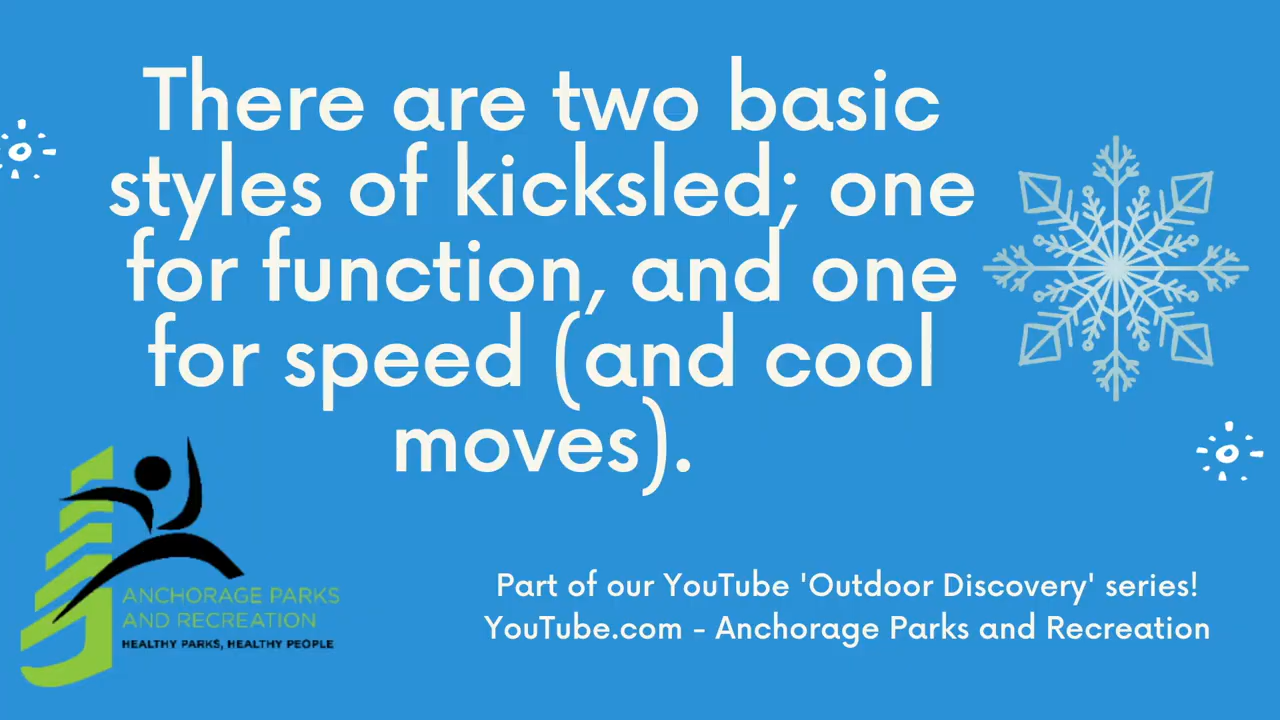 There are two basic
styles of kicksled; one
for function, and one
for speed (and cool
moves).
ANCHORAGE PARKS
AND RECREATION
HEALTHY PARKS, HEALTHY PEOPLE
Part of our YouTube 'Outdoor Discovery' series!
YouTube.com - Anchorage Parks and Recreation